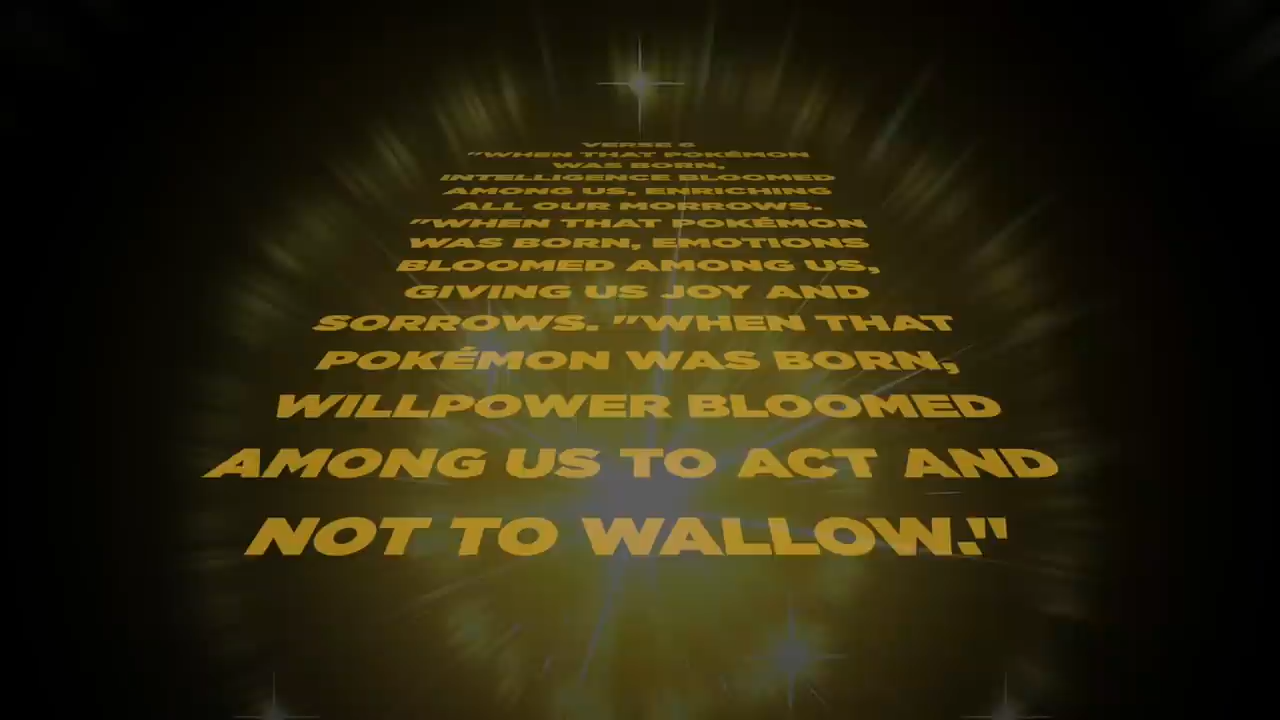 VERSE 6
"WHEN THAT POKÉMON
WAS BORN,
INTELLIGENCE BLOOMED
AMONG US, ENRICHING
ALL OUR MORROWS.
"WHEN THAT POKÉMON
WAS BORN, EMOTIONS
BLOOMED AMONG US,
GIVING US JOY AND
SORROWS. "WHEN THAT
POKÉMON WAS BORN,
WILLPOWER BLOOMED
AMONG US TO ACT AND
NOT TO WALLOW."